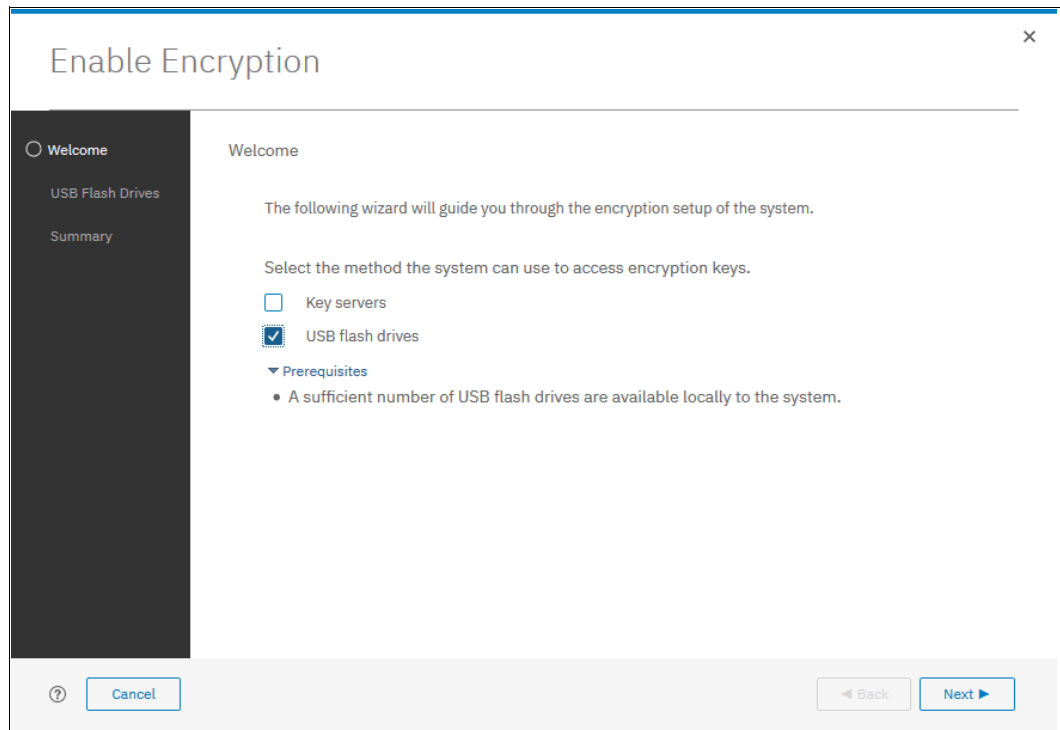 Enable Encryption
Welcome
USB Flash Drives
Summary
Welcome
The following wizard will guide you through the encryption setup of the system.
Select the method the system can use to access encryption keys.
Key servers
USB flash drives
Prerequisites
• A sufficient number of USB flash drives are available locally to the system.
? Cancel Back Next